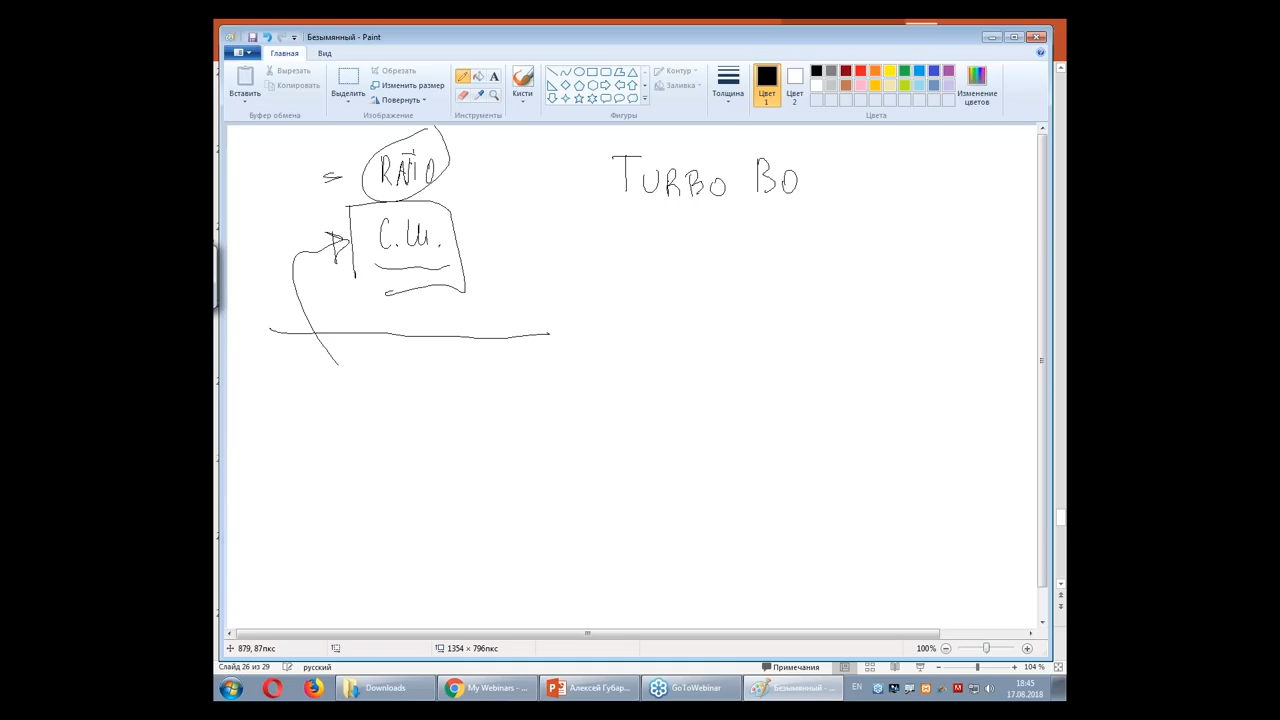 Безымянный - Paint
Главная Вид
Вставить
Вырезать
Копировать
Буфер обмена
Выделить
Обрезать
Изменить размер
Повернуть
Изображение
Инструменты
Кисти
Фигуры
Контур
Заливка
Толщина
Цвет 1
Цвет 2
Изменение цветов
Цвета
= RATIO
TURBO BO
С.Ш.
879, 87пкс
1354 × 796пкс
100%
Слайд 26 из 29
русский
Примечания
104 %
Downloads
My Webinars - ...
Алексей Губар...
GoToWebinar
Безымянный - ...
EN
18:45
17.08.2018